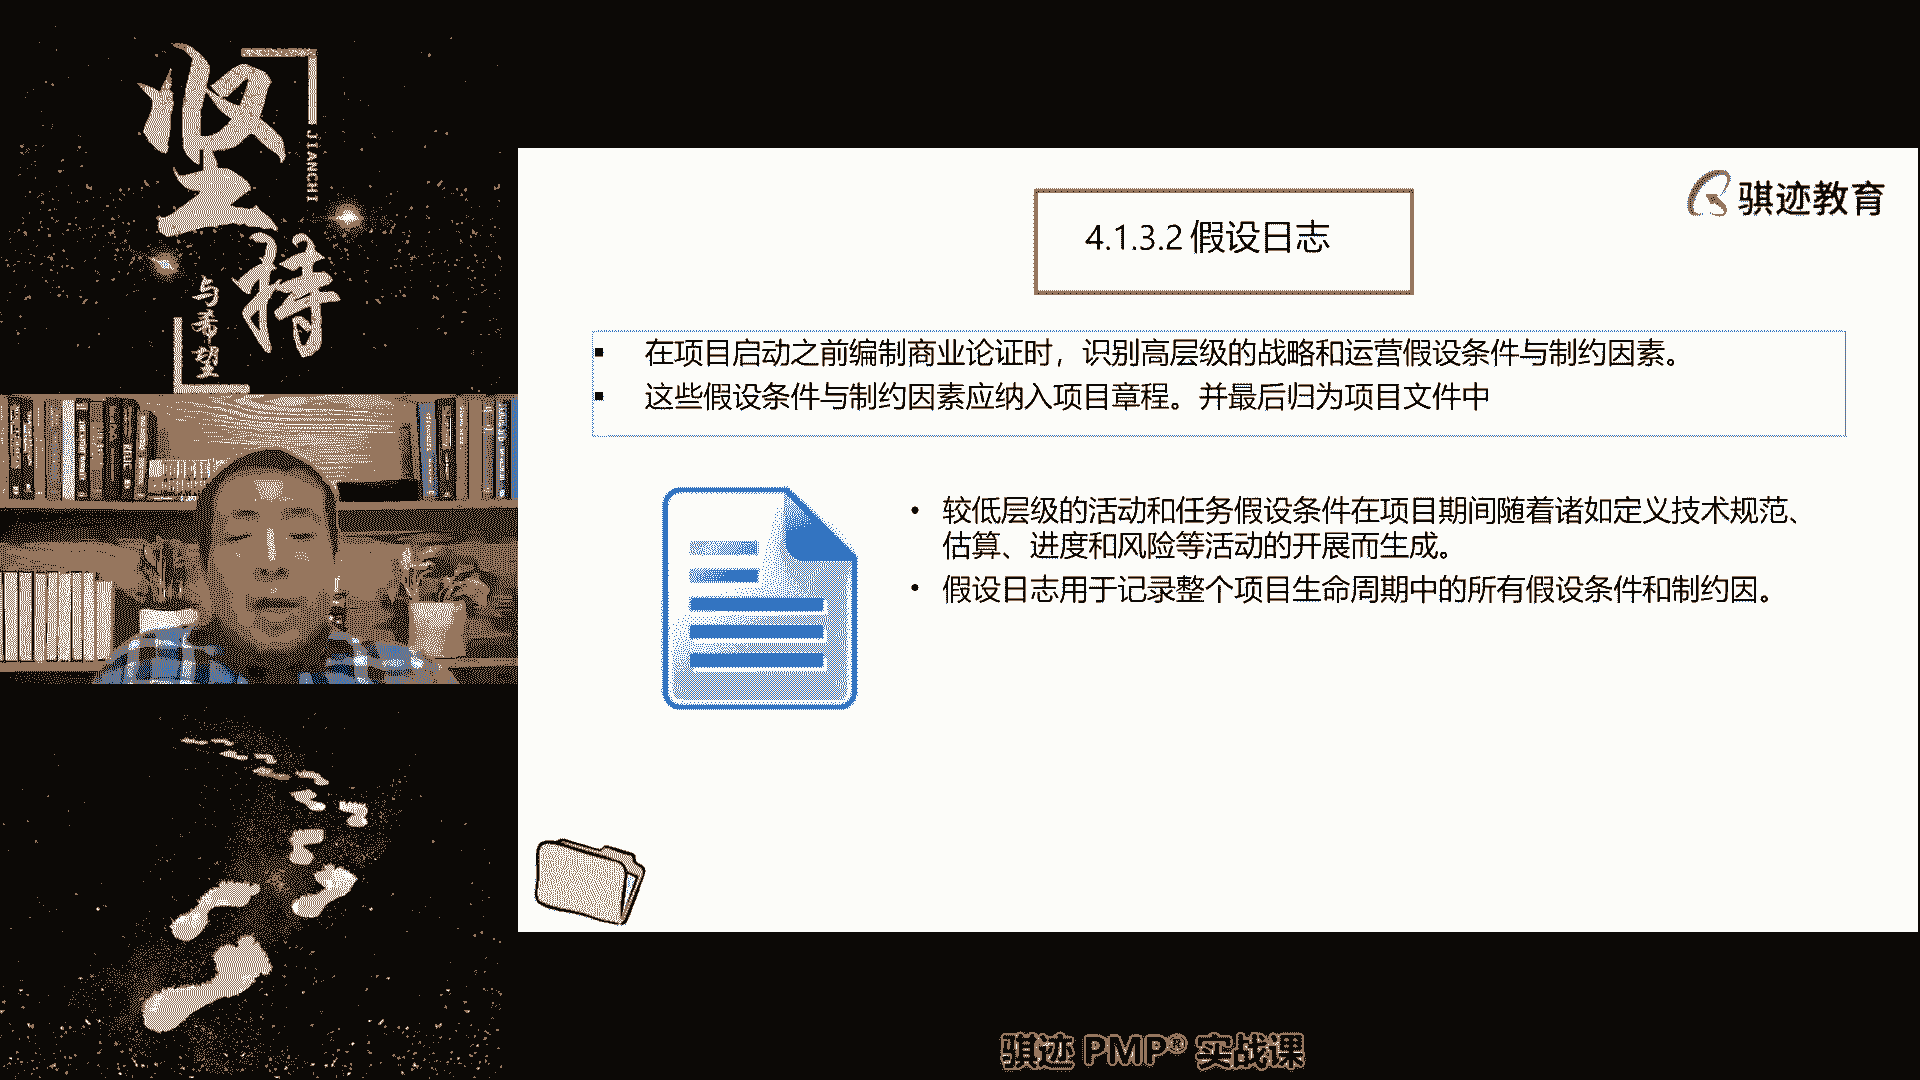 坚持
JIANCHI
与希望
骐迹教育
4.1.3.2 假设日志
▪ 在项目启动之前编制商业论证时，识别高层级的战略和运营假设条件与制约因素。
▪ 这些假设条件与制约因素应纳入项目章程。并最后归为项目文件中
• 较低层级的活动和任务假设条件在项目期间随着诸如定义技术规范、
估算、进度和风险等活动的开展而生成。
• 假设日志用于记录整个项目生命周期中的所有假设条件和制约因。
骐迹 PMP® 实战课